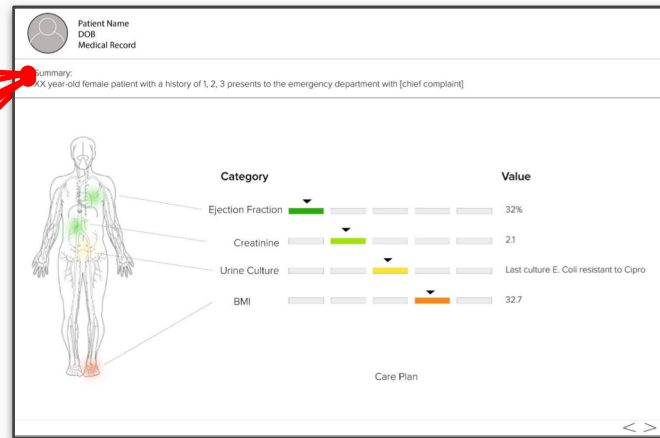 Patient Name
DOB
Medical Record
Summary:
XX year-old female patient with a history of 1, 2, 3 presents to the emergency department with [chief complaint]
Category Value
Ejection Fraction 32%
Creatinine 2.1
Urine Culture Last culture E. Coli resistant to Cipro
BMI 32.7
Care Plan
< >